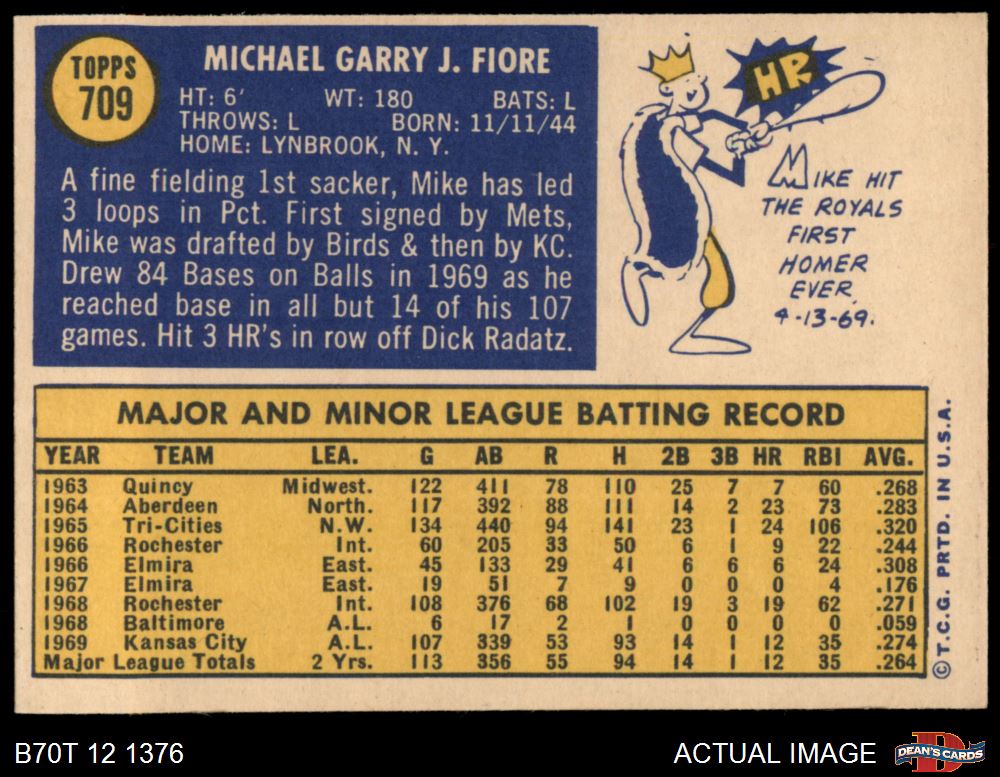 TOPPS
709
MICHAEL GARRY J. FIORE
HT: 6' WT: 180 BATS: L
THROWS: L BORN: 11/11/44
HOME: LYNBROOK, N. Y.
A fine fielding 1st sacker, Mike has led
3 loops in Pct. First signed by Mets,
Mike was drafted by Birds & then by KC.
Drew 84 Bases on Balls in 1969 as he
reached base in all but 14 of his 107
games. Hit 3 HR's in row off Dick Radatz.
HR
MIKE HIT
THE ROYALS
FIRST
HOMER
EVER
4-13-69.
MAJOR AND MINOR LEAGUE BATTING RECORD
YEAR TEAM LEA. G AB R H 2B 3B HR RBI AVG.
1963 Quincy Midwest. 122 411 78 110 25 7 7 60 .268
1964 Aberdeen North. 117 392 88 111 14 2 23 73 .283
1965 Tri-Cities N.W. 134 440 94 141 23 1 24 106 .320
1966 Rochester Int. 60 205 33 50 6 1 9 22 .244
1966 Elmira East. 45 133 29 41 6 6 6 24 .308
1967 Elmira East. 19 51 7 9 0 0 0 4 .176
1968 Rochester Int. 108 376 68 102 19 3 19 62 .271
1968 Baltimore A.L. 6 17 2 1 0 0 0 0 .059
1969 Kansas City A.L. 107 339 53 93 14 1 12 35 .274
Major League Totals 2 Yrs. 113 356 55 94 14 1 12 35 .264
© T.C.G. PRTD. IN U.S.A.
B70T 12 1376
ACTUAL IMAGE
D
DEAN'S CARDS